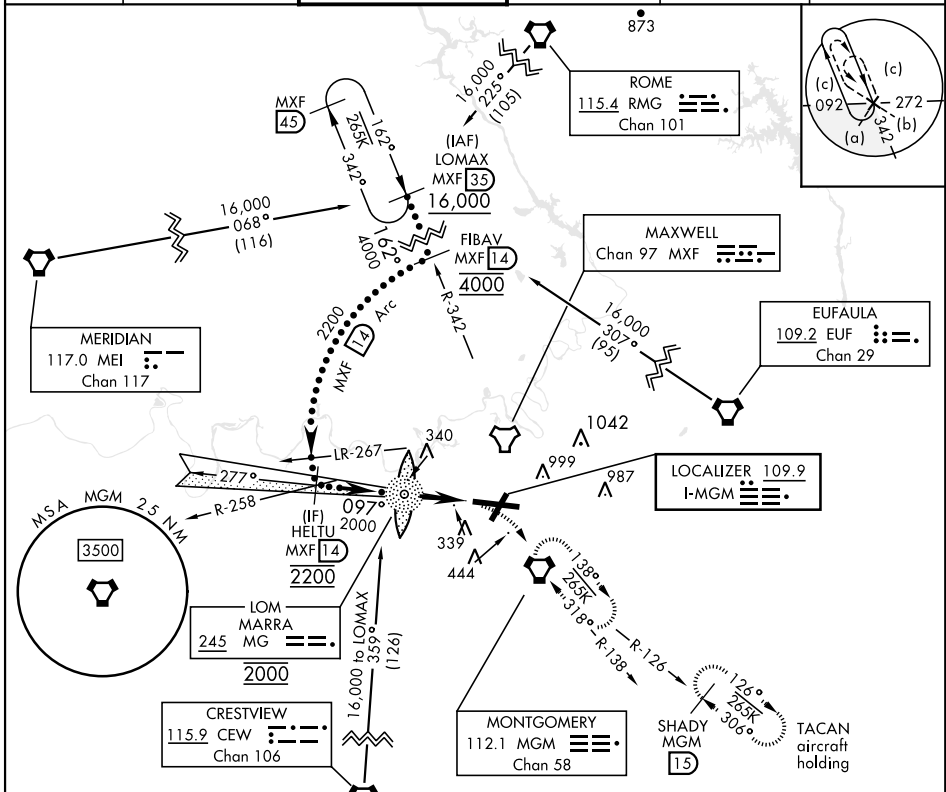 873
16,000
225°
(105)
ROME
115.4 RMG
Chan 101
(c)
(c)
092
272
(a)
(b)
342
MXF
45
162°
265K
342°
(IAF)
LOMAX
MXF 35
16,000
16,000
068°
(116)
162°
4000
FIBAV
MXF 14
4000
R-342
MAXWELL
Chan 97 MXF
MERIDIAN
117.0 MEI
Chan 117
2200
MXF 14 Arc
16,000
307°
(95)
EUFAULA
109.2 EUF
Chan 29
340
1042
999
987
LR-267
277°
R-258
097°
2000
LOCALIZER 109.9
I-MGM
MSA MGM 25 NM
3500
(IF)
HELTU
MXF 14
2200
339
444
LOM
MARRA
245 MG
2000
138°
265K
318°
R-138
R-126
16,000 to LOMAX
359°
(126)
CRESTVIEW
115.9 CEW
Chan 106
MONTGOMERY
112.1 MGM
Chan 58
SHADY
MGM
15
126°
265K
306°
TACAN
aircraft
holding